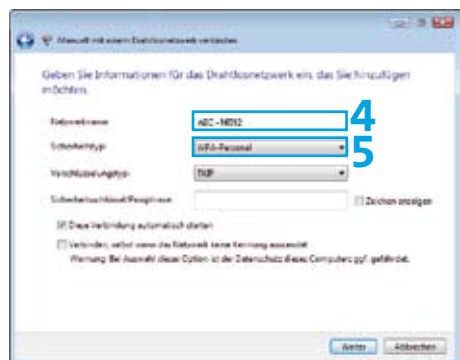 Manuell mit einem Drahtlosnetzwerk verbinden
Geben Sie Informationen für das Drahtlosnetzwerk ein, das Sie hinzufügen
möchten.
Netzwerkname: 4
Sicherheitstyp: WPA-Personal 5
Verschlüsselungstyp: TKIP
Sicherheitsschlüssel/Passphrase: Zeichen anzeigen
Diese Verbindung automatisch starten
Verbinden, selbst wenn das Netzwerk keine Kennung aussendet
Warnung: Bei Auswahl dieser Option ist der Datenschutz dieses Computers ggf. gefährdet.
Weiter Abbrechen